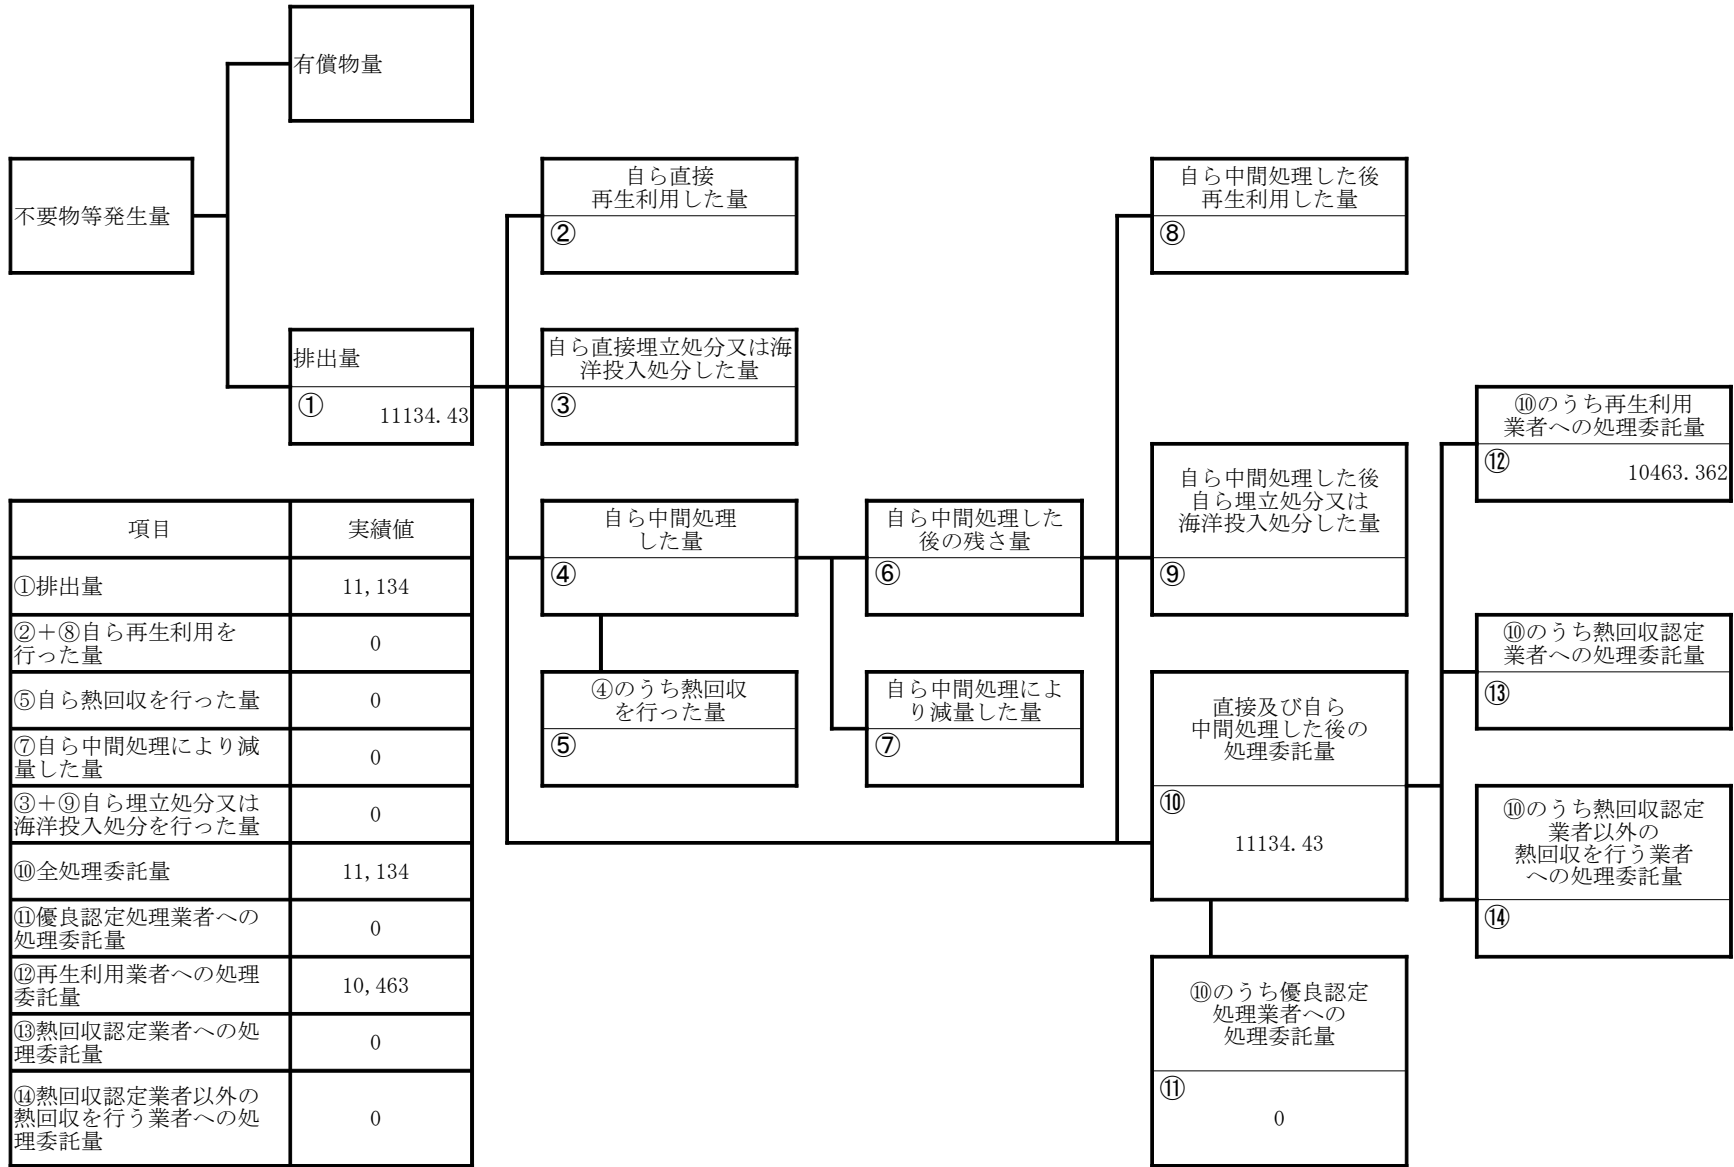 有償物量
不要物等発生量
自ら直接
再生利用した量
②
自ら中間処理した後
再生利用した量
⑧
排出量
①
11134.43
自ら直接埋立処分又は海
洋投入処分した量
③
⑩のうち再生利用
業者への処理委託量
⑫
10463.362
自ら中間処理
した量
④
自ら中間処理した
後の残さ量
⑥
自ら中間処理した後
自ら埋立処分又は
海洋投入処分した量
⑨
⑩のうち熱回収認定
業者への処理委託量
⑬
④のうち熱回収
を行った量
⑤
自ら中間処理によ
り減量した量
⑦
直接及び自ら
中間処理した後の
処理委託量
⑩
11134.43
⑩のうち熱回収認定
業者以外の
熱回収を行う業者
への処理委託量
⑭
⑩のうち優良認定
処理業者への
処理委託量
⑪
0
項目 実績値
①排出量 11,134
②＋⑧自ら再生利用を
行った量 0
⑤自ら熱回収を行った量 0
⑦自ら中間処理により減
量した量 0
③＋⑨自ら埋立処分又は
海洋投入処分を行った量 0
⑩全処理委託量 11,134
⑪優良認定処理業者への
処理委託量 0
⑫再生利用業者への処理
委託量 10,463
⑬熱回収認定業者への処
理委託量 0
⑭熱回収認定業者以外の
熱回収を行う業者への処
理委託量 0